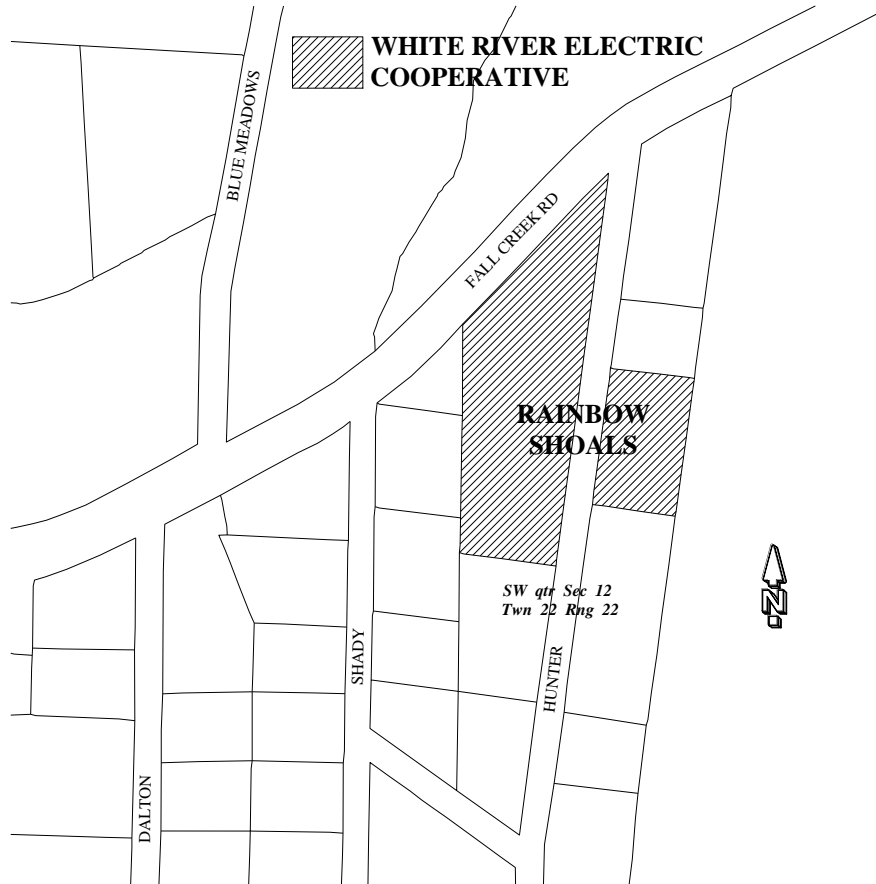 WHITE RIVER ELECTRIC
COOPERATIVE
BLUE MEADOWS
FALL CREEK RD
RAINBOW
SHOALS
SW qtr Sec 12
Twn 22 Rng 22
SHADY
HUNTER
DALTON
N